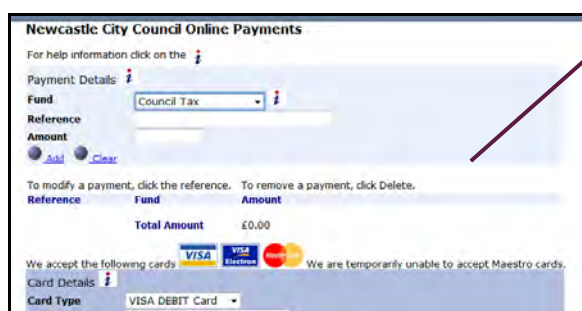 Newcastle City Council Online Payments
For help information click on the i
Payment Details i
Fund Council Tax i
Reference
Amount
Add Clear
To modify a payment, click the reference. To remove a payment, click Delete.
Reference Fund Amount
Total Amount £0.00
We accept the following cards VISA VISA Electron MasterCard We are temporarily unable to accept Maestro cards.
Card Details i
Card Type VISA DEBIT Card